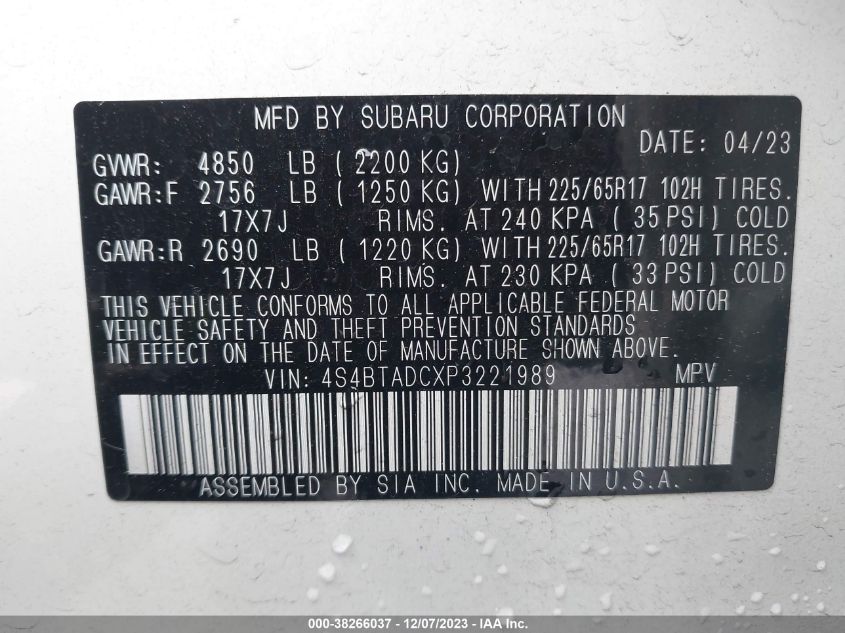 MFD BY SUBARU CORPORATION
DATE: 04/23
GVWR: 4850 LB ( 2200 KG)
GAWR:F 2756 LB ( 1250 KG) WITH 225/65R17 102H TIRES.
17X7J RIMS. AT 240 KPA ( 35 PSI) COLD
GAWR:R 2690 LB ( 1220 KG) WITH 225/65R17 102H TIRES.
17X7J RIMS. AT 230 KPA ( 33 PSI) COLD
THIS VEHICLE CONFORMS TO ALL APPLICABLE FEDERAL MOTOR
VEHICLE SAFETY AND THEFT PREVENTION STANDARDS
IN EFFECT ON THE DATE OF MANUFACTURE SHOWN ABOVE.
VIN: 4S4BTADCXP3221989 MPV
ASSEMBLED BY SIA INC. MADE IN U.S.A.
000-38266037 - 12/07/2023 - IAA Inc.